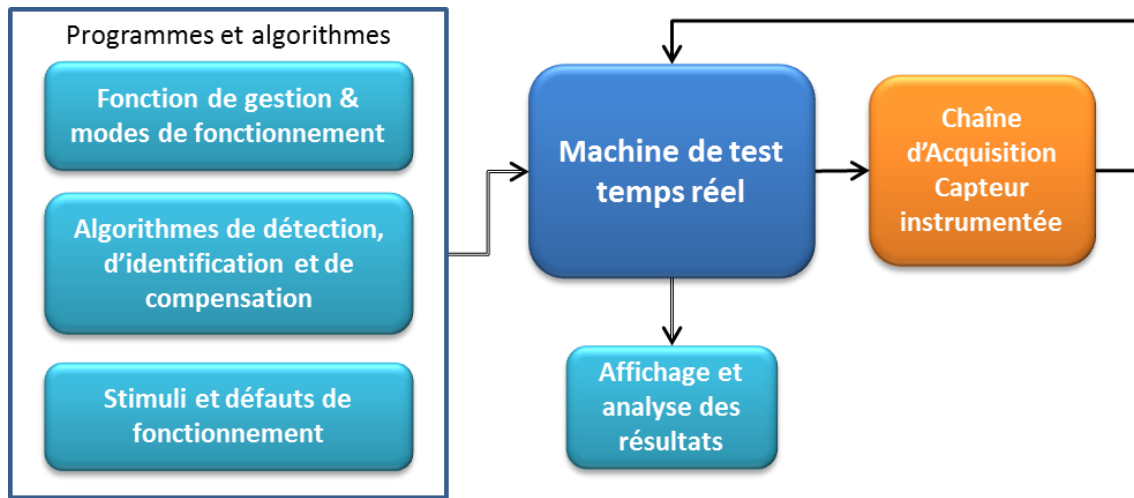 Programmes et algorithmes
Fonction de gestion &
modes de fonctionnement
Algorithmes de détection,
d'identification et de
compensation
Stimuli et défauts de
fonctionnement
Machine de test
temps réel
Affichage et
analyse des
résultats
Chaîne
d'Acquisition
Capteur
instrumentée